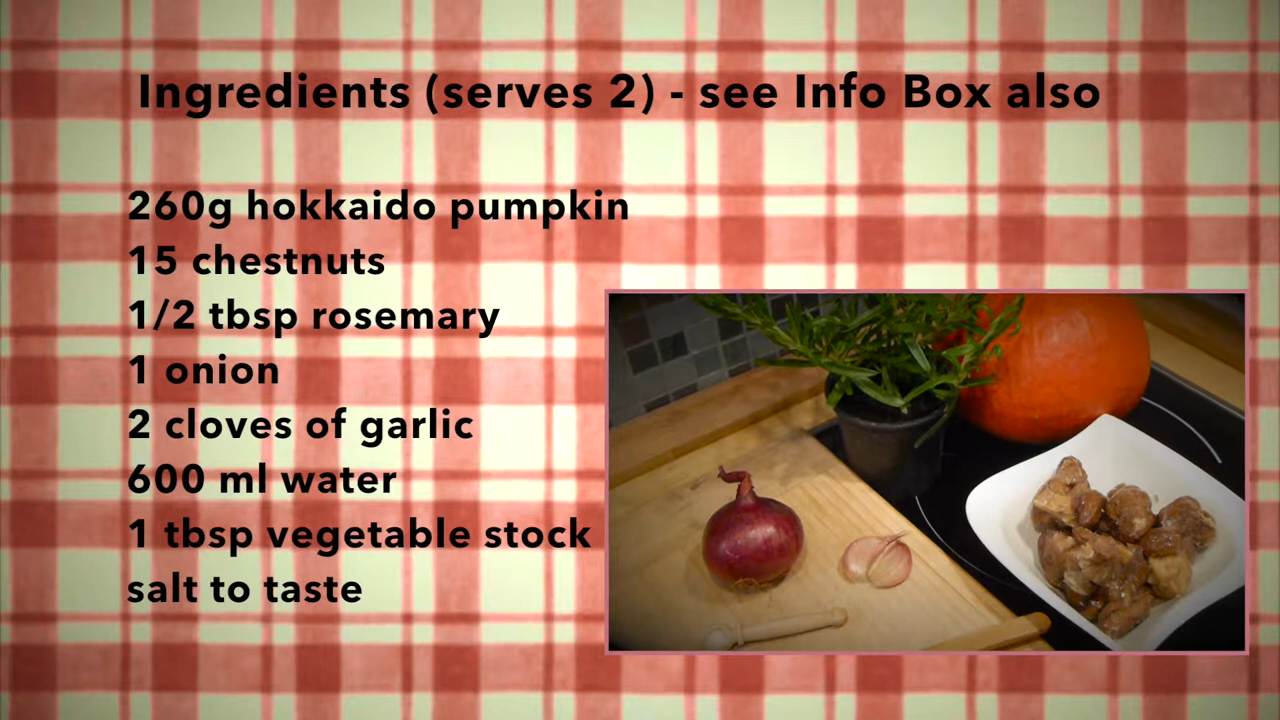 Ingredients (serves 2) - see Info Box also
260g hokkaido pumpkin
15 chestnuts
1/2 tbsp rosemary
1 onion
2 cloves of garlic
600 ml water
1 tbsp vegetable stock
salt to taste